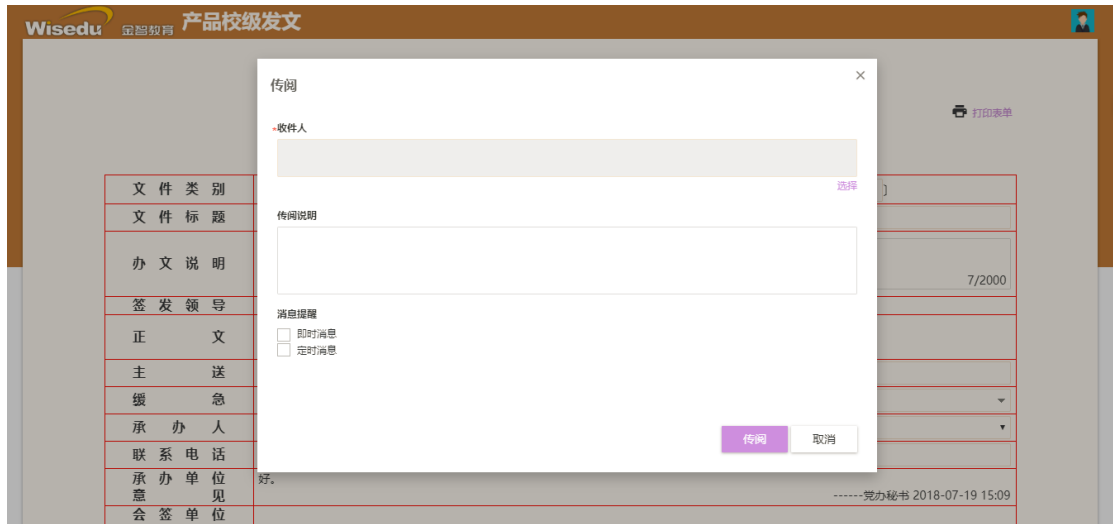 Wisedu 金智教育 产品校级发文
传阅
×
打印表单
*收件人
选择
文件类别
〕
文件标题
传阅说明
办文说明
7/2000
签发领导
消息提醒
即时消息
正文
定时消息
主送
缓急
承办人
传阅 取消
联系电话
承办单位意见
好。
------党办秘书 2018-07-19 15:09
会签单位